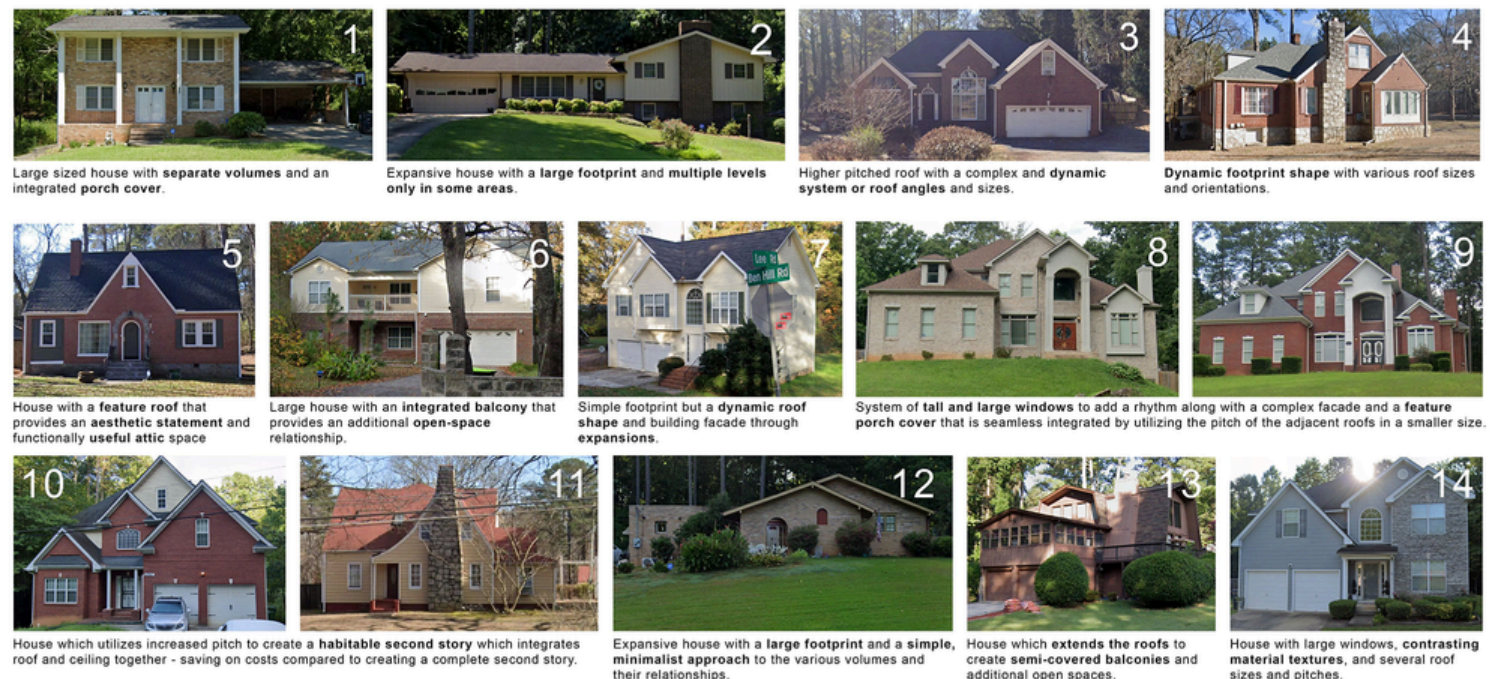 1
2
3
4
Large sized house with separate volumes and an
integrated porch cover.
Expansive house with a large footprint and multiple levels
only in some areas.
Higher pitched roof with a complex and dynamic
system or roof angles and sizes.
Dynamic footprint shape with various roof sizes
and orientations.
5
6
7
Lee Rd
Ben Hill Rd
8
9
House with a feature roof that
provides an aesthetic statement and
functionally useful attic space
Large house with an integrated balcony that
provides an additional open-space
relationship.
Simple footprint but a dynamic roof
shape and building facade through
expansions.
System of tall and large windows to add a rhythm along with a complex facade and a feature
porch cover that is seamless integrated by utilizing the pitch of the adjacent roofs in a smaller size.
10
11
12
13
14
House which utilizes increased pitch to create a habitable second story which integrates
roof and ceiling together - saving on costs compared to creating a complete second story.
Expansive house with a large footprint and a simple,
minimalist approach to the various volumes and
their relationships.
House which extends the roofs to
create semi-covered balconies and
additional open spaces.
House with large windows, contrasting
material textures, and several roof
sizes and pitches.